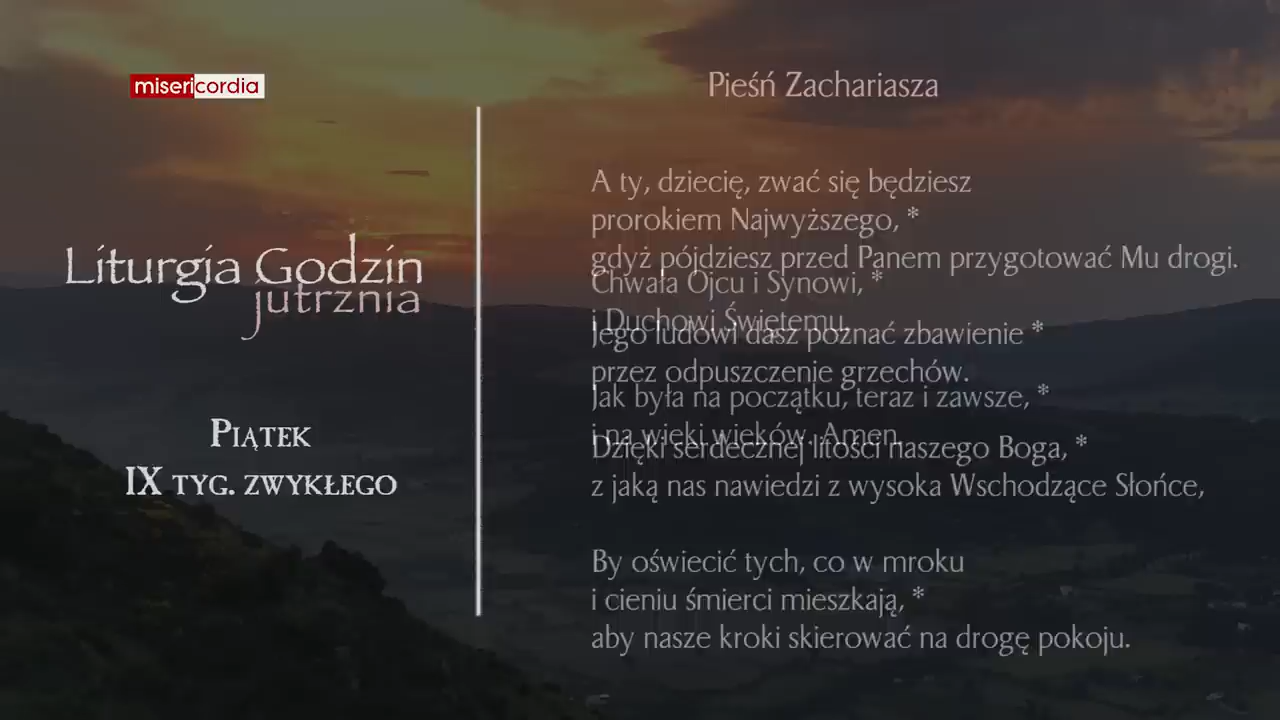 misericordia
Pieśń Zachariasza
Liturgia Godzin
jutrznia
Piątek
IX tyg. zwykłego
A ty, dziecię, zwać się będziesz
prorokiem Najwyższego, *
gdyż pójdziesz przed Panem przygotować Mu drogi.
Chwała Ojcu i Synowi, *
i Duchowi Świętemu,
Jego ludowi dasz poznać zbawienie *
przez odpuszczenie grzechów.
Jak była na początku, teraz i zawsze, *
i na wieki wieków. Amen.
Dzięki serdecznej litości naszego Boga, *
z jaką nas nawiedzi z wysoka Wschodzące Słońce,
By oświecić tych, co w mroku
i cieniu śmierci mieszkają, *
aby nasze kroki skierować na drogę pokoju.